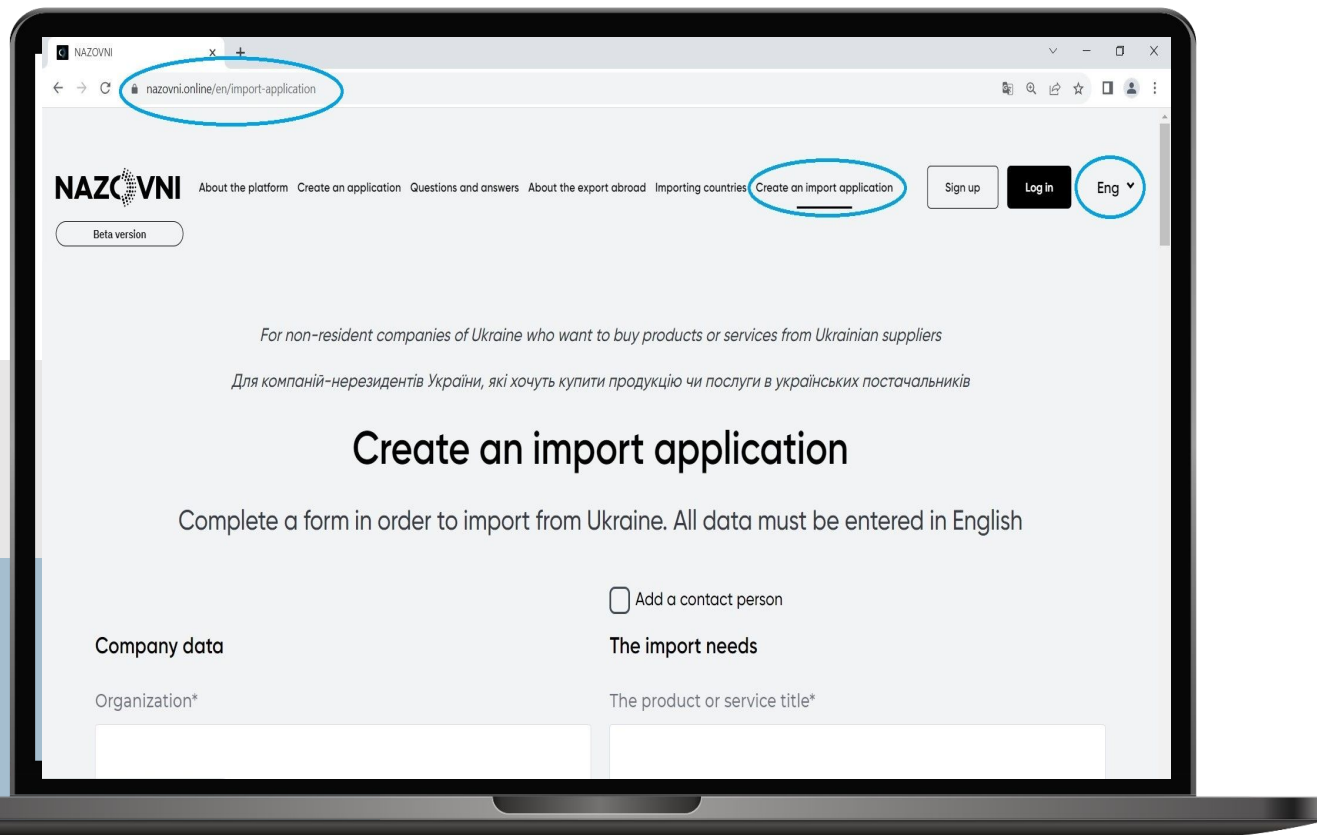 NAZOVNI
nazovni.online/en/import-application
NAZOVNI
About the platform Create an application Questions and answers About the export abroad Importing countries Create an import application Sign up Log in Eng
Beta version
For non-resident companies of Ukraine who want to buy products or services from Ukrainian suppliers
Для компаній-нерезидентів України, які хочуть купити продукцію чи послуги в українських постачальників
Create an import application
Complete a form in order to import from Ukraine. All data must be entered in English
Add a contact person
Company data
The import needs
Organization*
The product or service title*